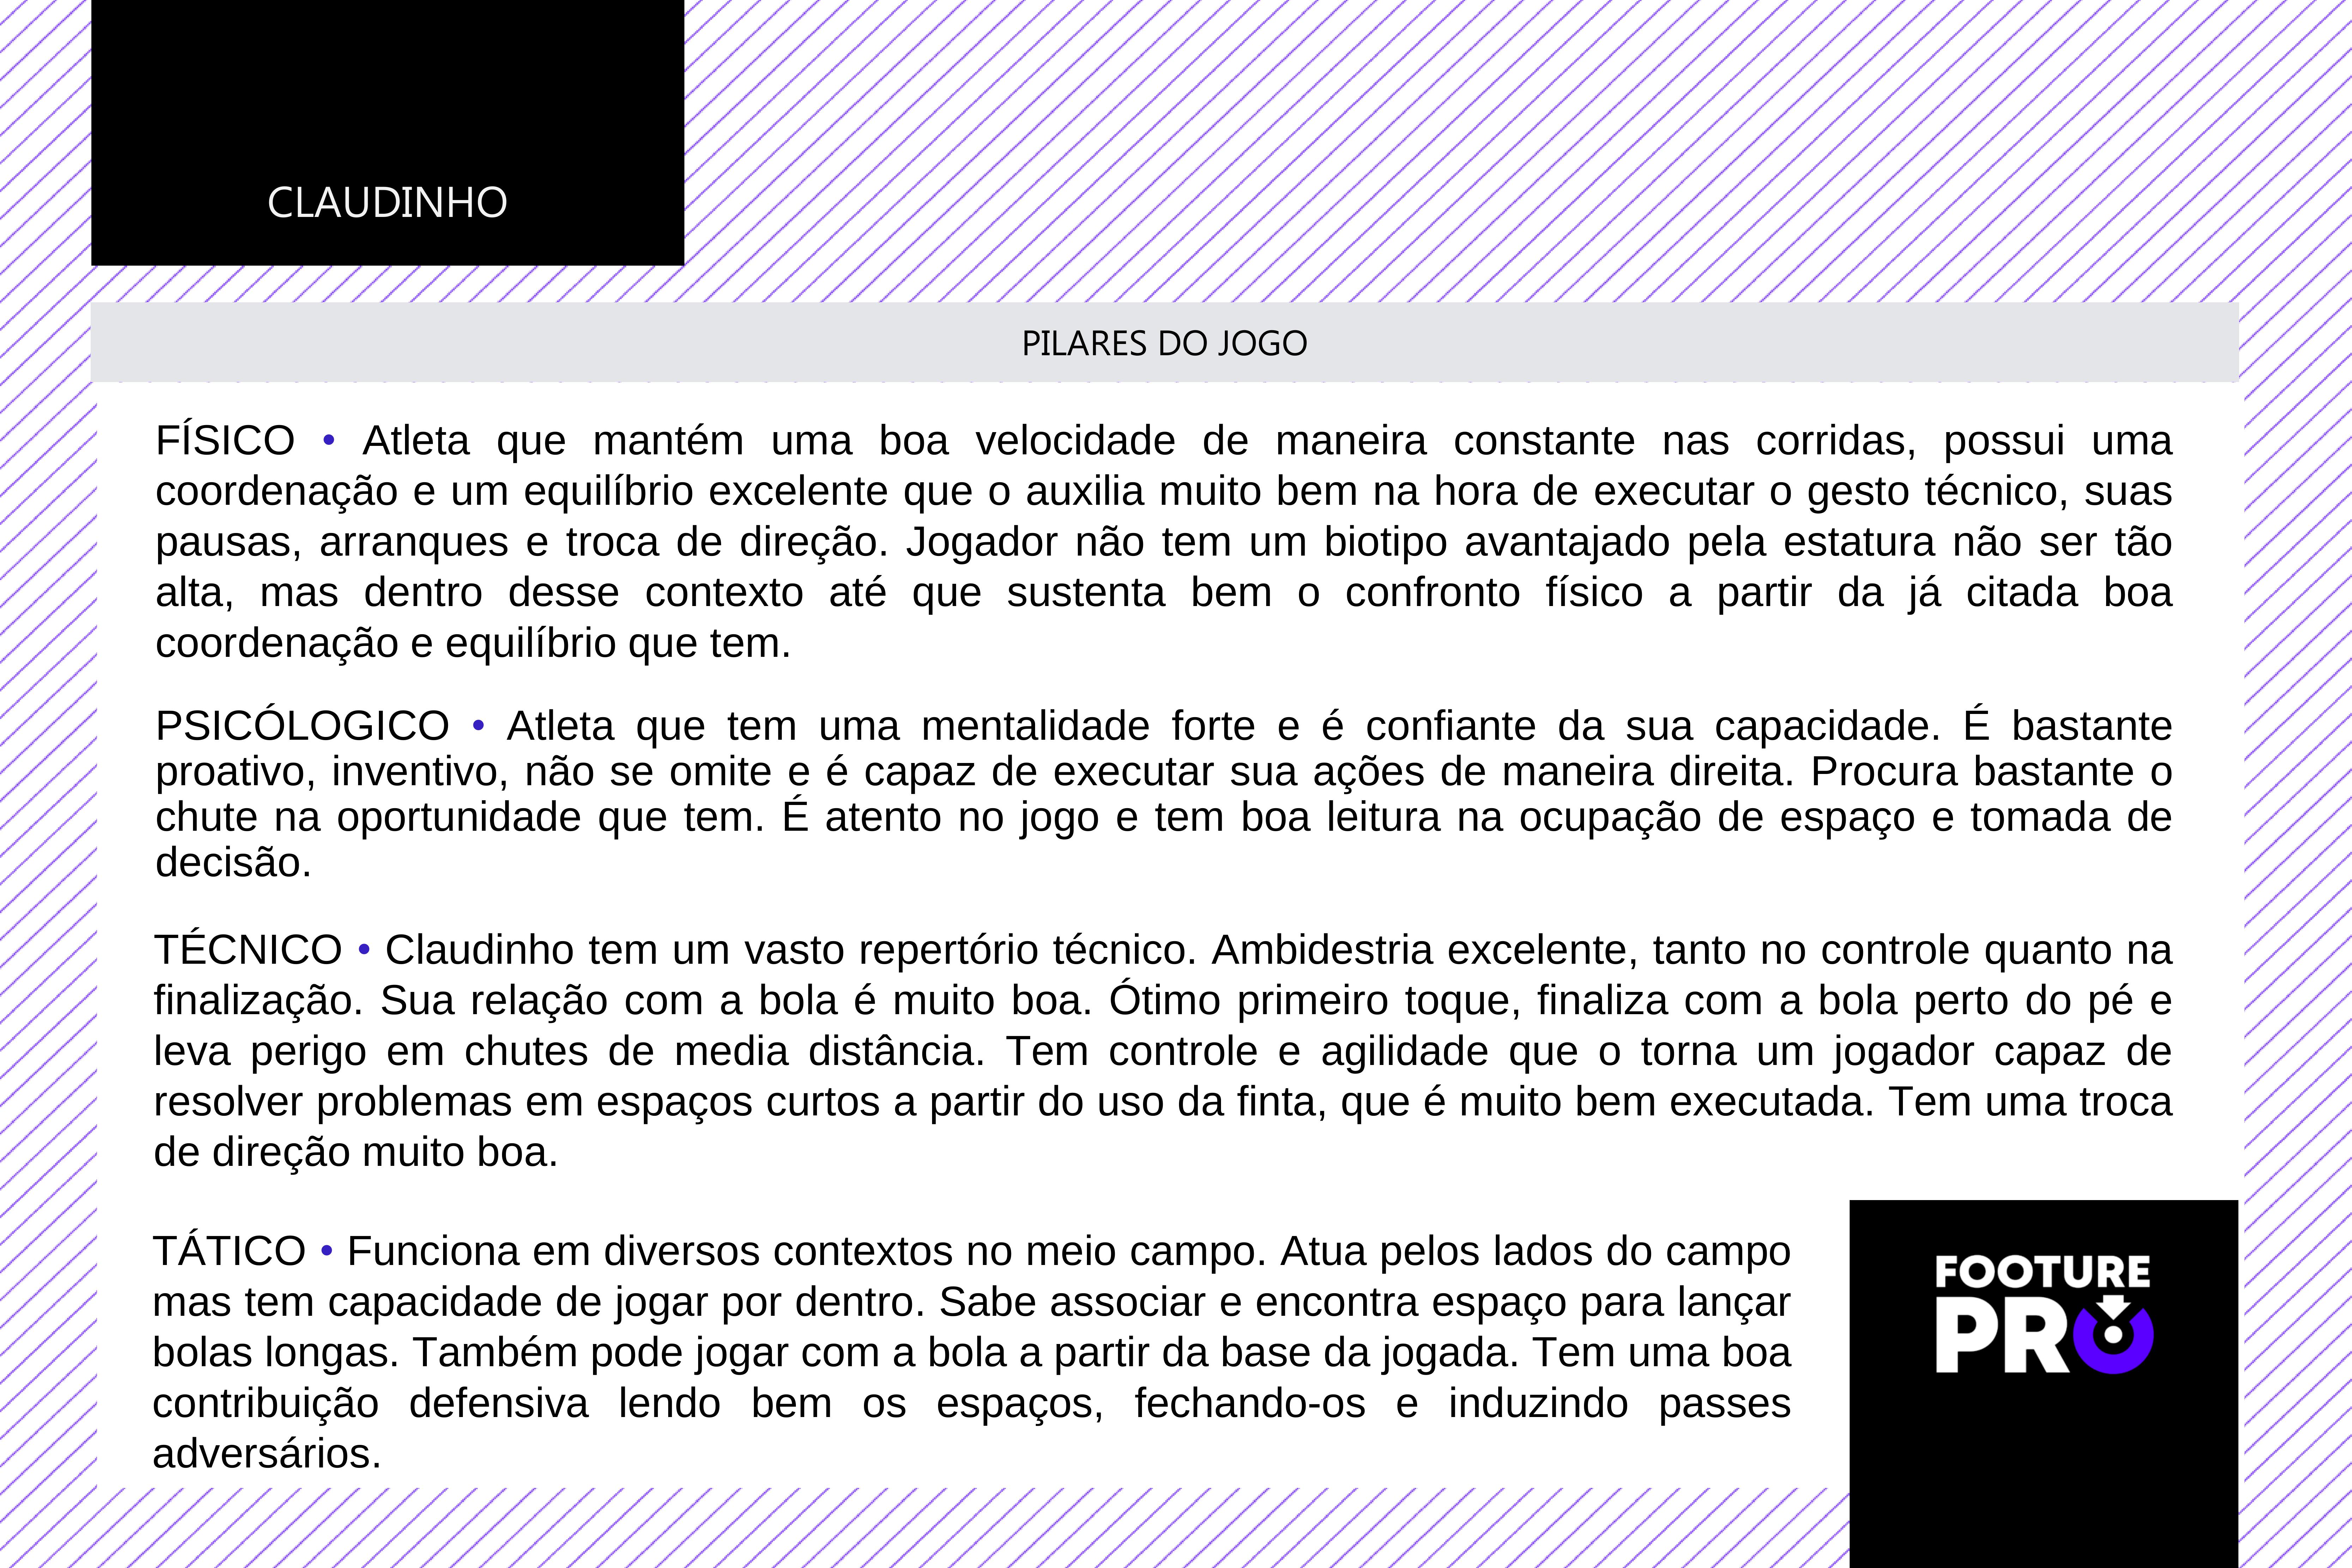 CLAUDINHO
PILARES DO JOGO
FÍSICO • Atleta que mantém uma boa velocidade de maneira constante nas corridas, possui uma
coordenação e um equilíbrio excelente que o auxilia muito bem na hora de executar o gesto técnico, suas
pausas, arranques e troca de direção. Jogador não tem um biotipo avantajado pela estatura não ser tão
alta, mas dentro desse contexto até que sustenta bem o confronto físico a partir da já citada boa
coordenação e equilíbrio que tem.
PSICÓLOGICO • Atleta que tem uma mentalidade forte e é confiante da sua capacidade. É bastante
proativo, inventivo, não se omite e é capaz de executar sua ações de maneira direita. Procura bastante o
chute na oportunidade que tem. É atento no jogo e tem boa leitura na ocupação de espaço e tomada de
decisão.
TÉCNICO • Claudinho tem um vasto repertório técnico. Ambidestria excelente, tanto no controle quanto na
finalização. Sua relação com a bola é muito boa. Ótimo primeiro toque, finaliza com a bola perto do pé e
leva perigo em chutes de media distância. Tem controle e agilidade que o torna um jogador capaz de
resolver problemas em espaços curtos a partir do uso da finta, que é muito bem executada. Tem uma troca
de direção muito boa.
TÁTICO • Funciona em diversos contextos no meio campo. Atua pelos lados do campo
mas tem capacidade de jogar por dentro. Sabe associar e encontra espaço para lançar
bolas longas. Também pode jogar com a bola a partir da base da jogada. Tem uma boa
contribuição defensiva lendo bem os espaços, fechando-os e induzindo passes
adversários.
FOOTURE
PRO